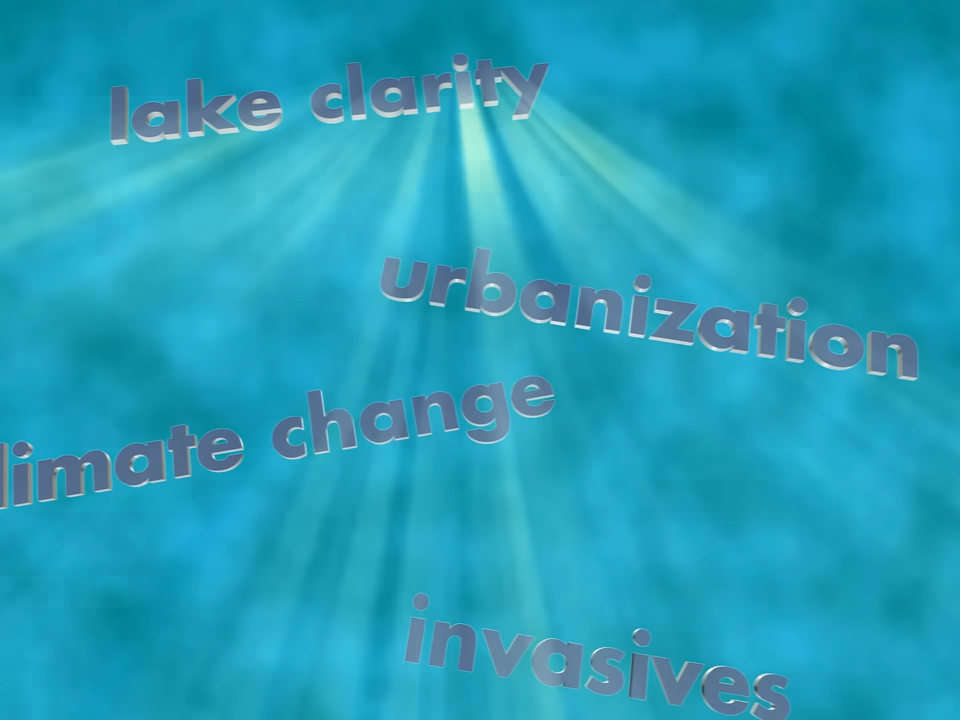 lake clarity
urbanization
limate change
invasives